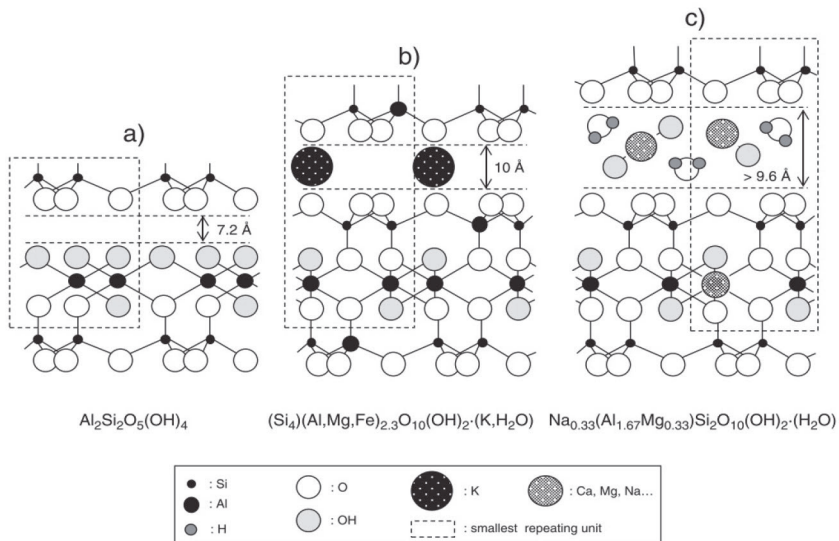 a)
b)
c)
7.2 Å
10 Å
> 9.6 Å
Al₂Si₂O₅(OH)₄
(Si₄)(Al,Mg,Fe)₂.₃O₁₀(OH)₂·(K,H₂O)
Na₀.₃₃(Al₁.₆₇Mg₀.₃₃)Si₂O₁₀(OH)₂·(H₂O)
: Si
: Al
: H
: O
: OH
: K
: Ca, Mg, Na...
: smallest repeating unit